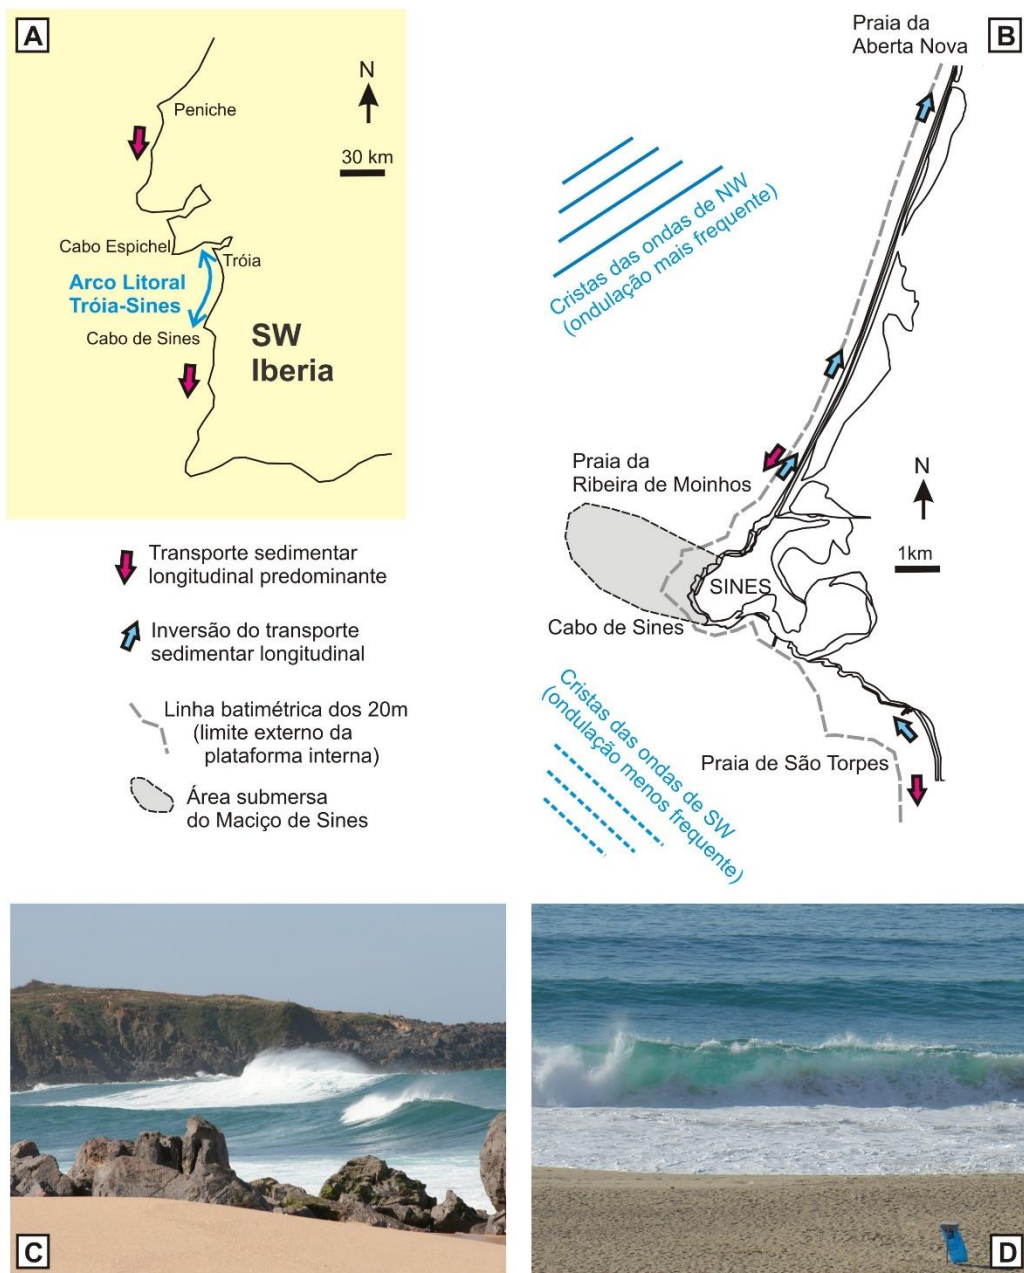 A
N
Peniche
30 km
Cabo Espichel
Tróia
Arco Litoral
Tróia-Sines
Cabo de Sines
SW
Iberia
Transporte sedimentar
longitudinal predominante
Inversão do transporte
sedimentar longitudinal
Linha batimétrica dos 20m
(limite externo da
plataforma interna)
Área submersa
do Maciço de Sines
B
Praia da
Aberta Nova
Cristas das ondas de NW
(ondulação mais frequente)
Praia da
Ribeira de Moinhos
N
1km
SINES
Cabo de Sines
Cristas das ondas de SW
(ondulação menos frequente)
Praia de São Torpes
C
D